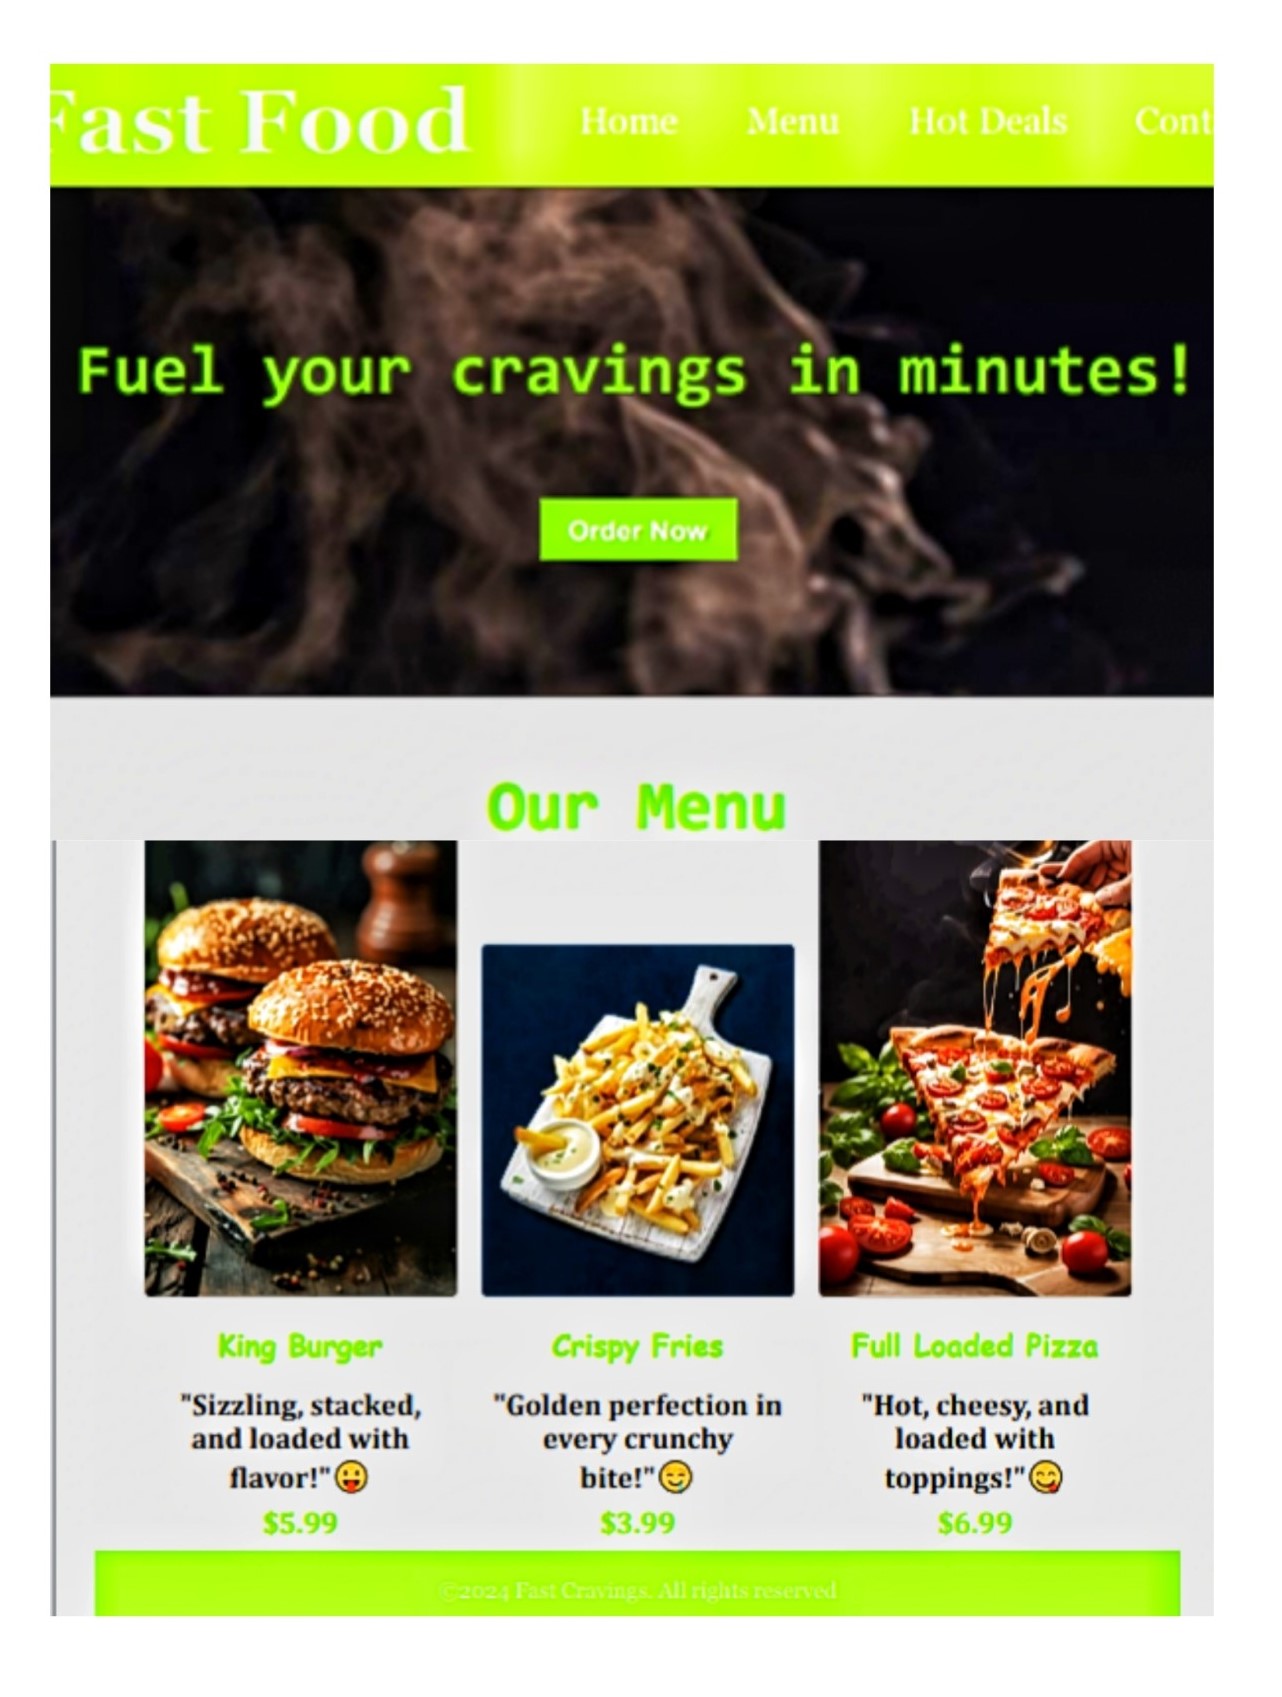 Fast Food Home Menu Hot Deals Cont
Fuel your cravings in minutes!
Order Now
Our Menu
King Burger
"Sizzling, stacked,
and loaded with
flavor!"😛
$5.99
Crispy Fries
"Golden perfection in
every crunchy
bite!"😋
$3.99
Full Loaded Pizza
"Hot, cheesy, and
loaded with
toppings!"😋
$6.99
©2024 Fast Cravings. All rights reserved